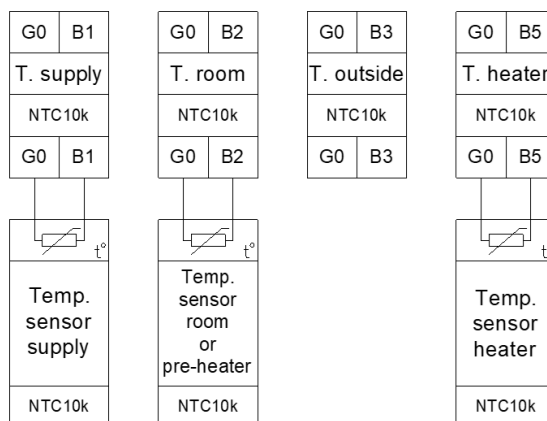 G0 B1 G0 B2 G0 B3 G0 B5
T. supply T. room T. outside T. heater
NTC10k NTC10k NTC10k NTC10k
G0 B1 G0 B2 G0 B3 G0 B5
t° t° t
Temp.
sensor
supply
Temp.
sensor
room
or
pre-heater
Temp.
sensor
heater
NTC10k NTC10k NTC10k